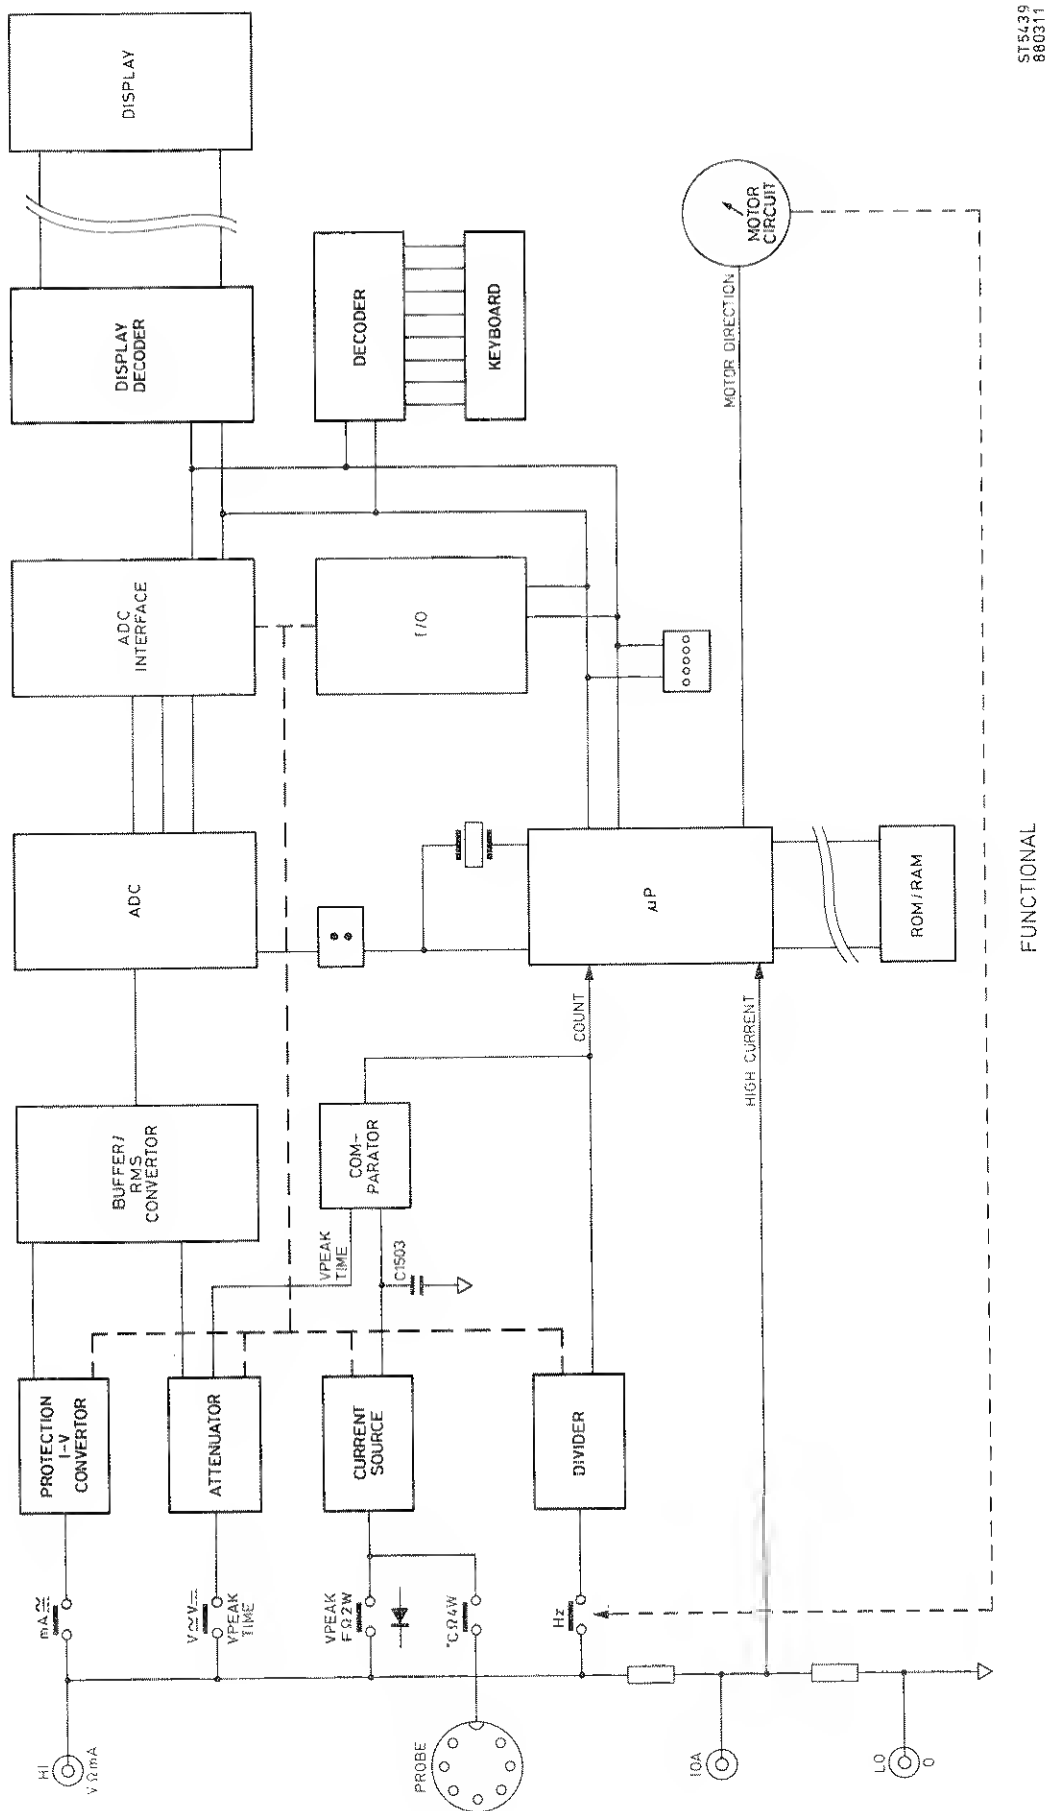 HI
VΩmA
PROBE
10A
LO
0
mA≂
V~V⎓
VPEAK
TIME
VPEAK
FΩ2W
°CΩ4W
Hz
PROTECTION
I-V
CONVERTOR
ATTENUATOR
CURRENT
SOURCE
DIVIDER
VPEAK
TIME
C1503
BUFFER/
RMS
CONVERTOR
COM-
PARATOR
COUNT
HIGH CURRENT
ADC
µP
ROM/RAM
ADC
INTERFACE
I/O
DISPLAY
DECODER
DECODER
KEYBOARD
MOTOR DIRECTION
MOTOR
CIRCUIT
DISPLAY
FUNCTIONAL
ST5439
880311